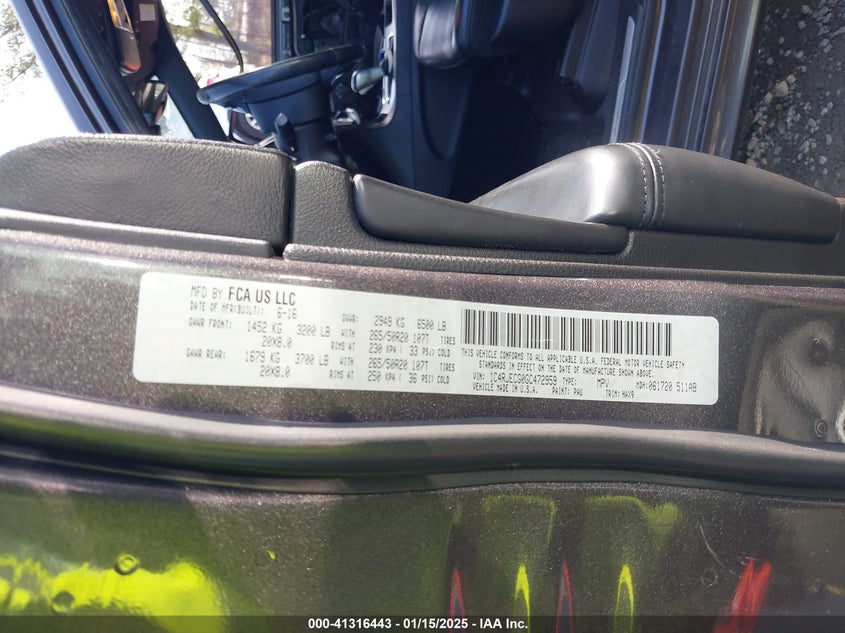 MFD BY FCA US LLC
DATE OF MFR(BUILT): 6-16 GVWR: 2949 KG 6500 LB
GAWR FRONT: 1452 KG 3200 LB WITH 265/50R20 107T TIRES
20X8.0 RIMS AT 230 KPA ( 33 PSI) COLD
GAWR REAR: 1679 KG 3700 LB WITH 265/50R20 107T TIRES
20X8.0 RIMS AT 250 KPA ( 36 PSI) COLD
THIS VEHICLE CONFORMS TO ALL APPLICABLE U.S.A. FEDERAL MOTOR VEHICLE SAFETY
STANDARDS IN EFFECT ON THE DATE OF MANUFACTURE SHOWN ABOVE.
VIN: 1C4RJECG6GC472959 TYPE: MPV MDH: 061720 511AB
VEHICLE MADE IN U.S.A. PAINT: PAU TRIM: HAX9
000-41316443 — 01/15/2025 — IAA Inc.